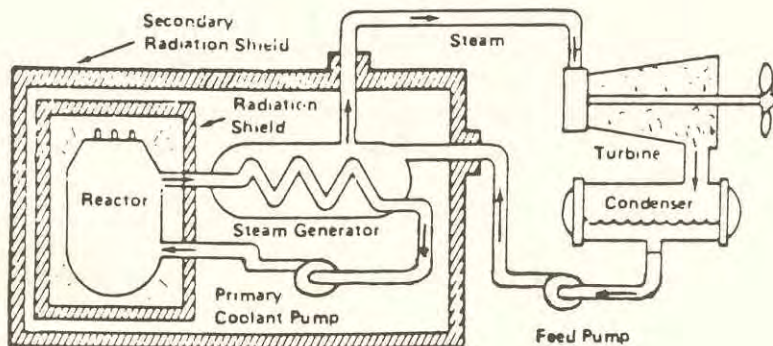 Secondary
Radiation Shield
Steam
Radiation
Shield
Turbine
Reactor
Condenser
Steam Generator
Primary
Coolant Pump
Feed Pump